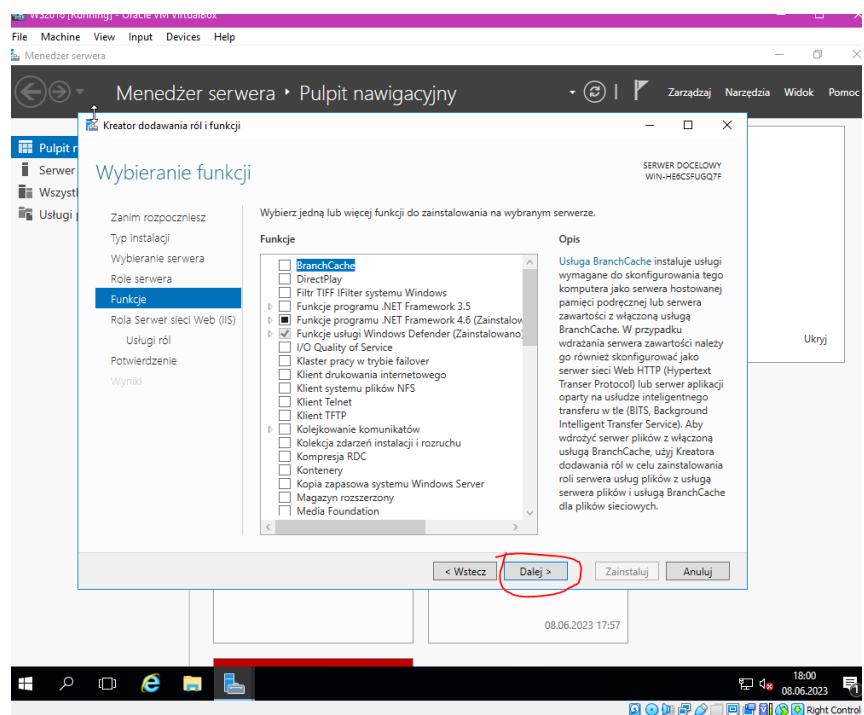 WS2016 [Running] - Oracle VM VirtualBox
File Machine View Input Devices Help
Menedżer serwera
Menedżer serwera • Pulpit nawigacyjny
Zarządzaj Narzędzia Widok Pomoc
Kreator dodawania ról i funkcji
Pulpit n
Serwer
Wszystk
Usługi p
Wybieranie funkcji
SERWER DOCELOWY
WIN-HE6CSFUGQ7F
Zanim rozpoczniesz
Typ instalacji
Wybieranie serwera
Role serwera
Funkcje
Rola Serwer sieci Web (IIS)
Usługi ról
Potwierdzenie
Wyniki
Wybierz jedną lub więcej funkcji do zainstalowania na wybranym serwerze.
Funkcje
BranchCache
DirectPlay
Filtr TIFF IFilter systemu Windows
Funkcje programu .NET Framework 3.5
Funkcje programu .NET Framework 4.6 (Zainstalow
Funkcje usługi Windows Defender (Zainstalowano)
I/O Quality of Service
Klaster pracy w trybie failover
Klient drukowania internetowego
Klient systemu plików NFS
Klient Telnet
Klient TFTP
Kolejkowanie komunikatów
Kolekcja zdarzeń instalacji i rozruchu
Kompresja RDC
Kontenery
Kopia zapasowa systemu Windows Server
Magazyn rozszerzony
Media Foundation
Opis
Usługa BranchCache instaluje usługi
wymagane do skonfigurowania tego
komputera jako serwera hostowanej
pamięci podręcznej lub serwera
zawartości z włączoną usługą
BranchCache. W przypadku
wdrażania serwera zawartości należy
go również skonfigurować jako
serwer sieci Web HTTP (Hypertext
Transer Protocol) lub serwer aplikacji
oparty na usłudze inteligentnego
transferu w tle (BITS, Background
Intelligent Transfer Service). Aby
wdrożyć serwer plików z włączoną
usługą BranchCache, użyj Kreatora
dodawania ról w celu zainstalowania
roli serwera usług plików z usługą
serwera plików i usługą BranchCache
dla plików sieciowych.
Ukryj
< Wstecz Dalej > Zainstaluj Anuluj
08.06.2023 17:57
18:00
08.06.2023
1
Right Control